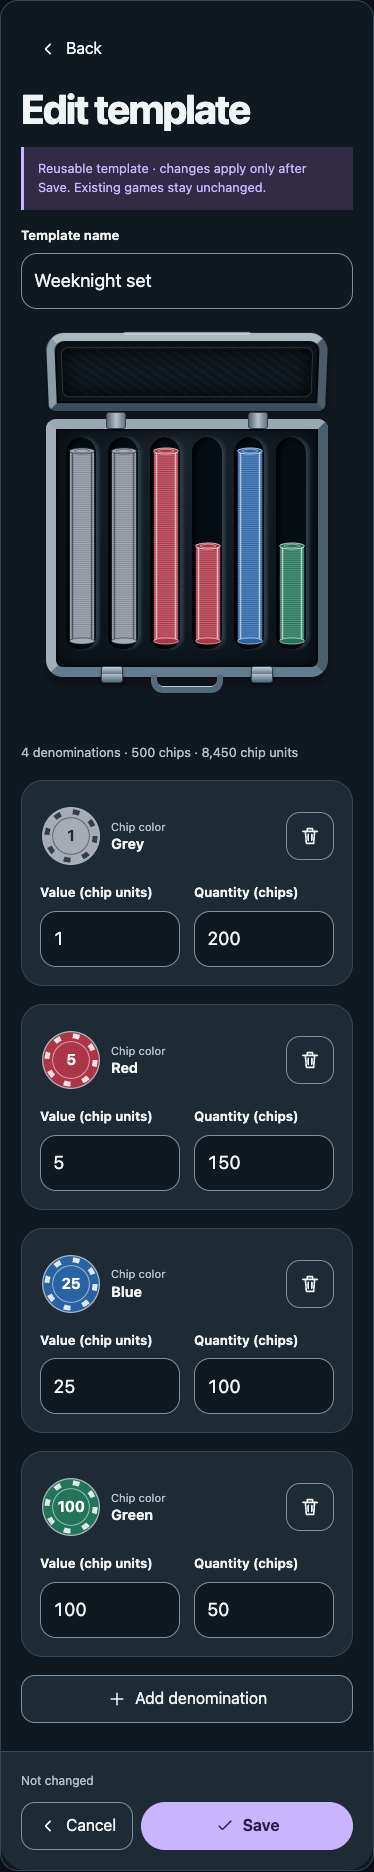 Back
Edit template
Reusable template · changes apply only after
Save. Existing games stay unchanged.
Template name
Weeknight set
4 denominations · 500 chips · 8,450 chip units
1
Chip color
Grey
Value (chip units) Quantity (chips)
1 200
5
Chip color
Red
Value (chip units) Quantity (chips)
5 150
25
Chip color
Blue
Value (chip units) Quantity (chips)
25 100
100
Chip color
Green
Value (chip units) Quantity (chips)
100 50
Add denomination
Not changed
Cancel Save